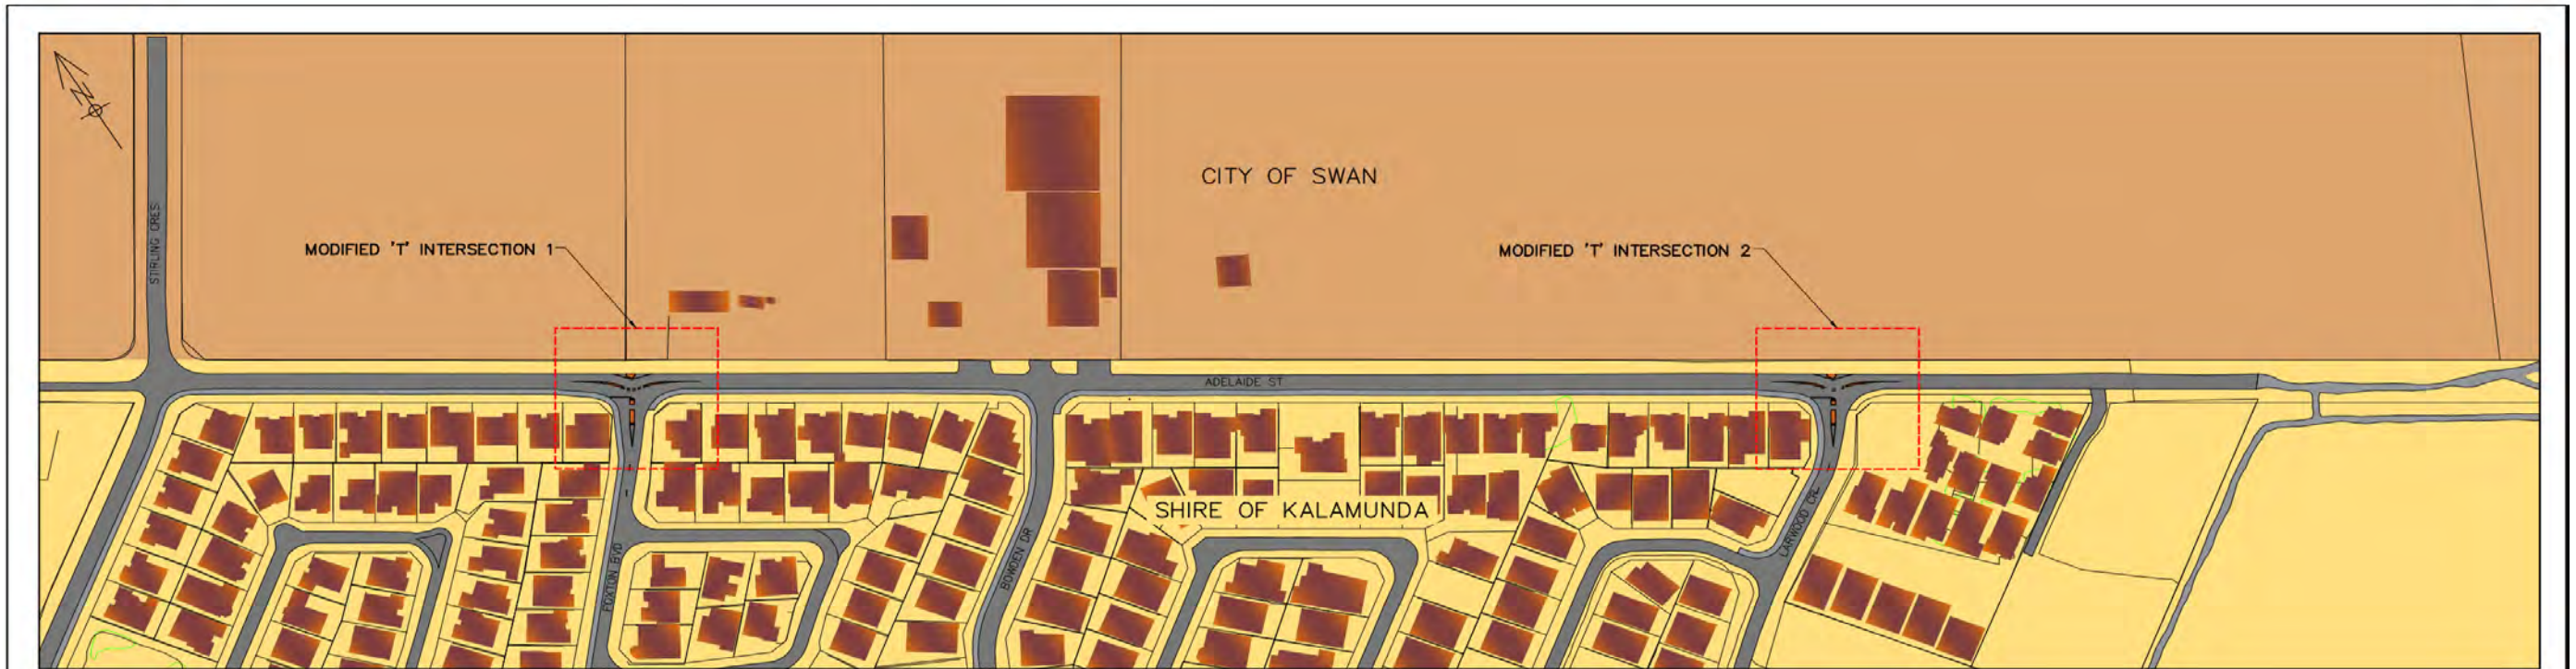 N
CITY OF SWAN
STIRLING CRES
MODIFIED 'T' INTERSECTION 1
MODIFIED 'T' INTERSECTION 2
ADELAIDE ST
SHIRE OF KALAMUNDA
FOXTON BVD
BOWDEN DR
LARWOOD CRL